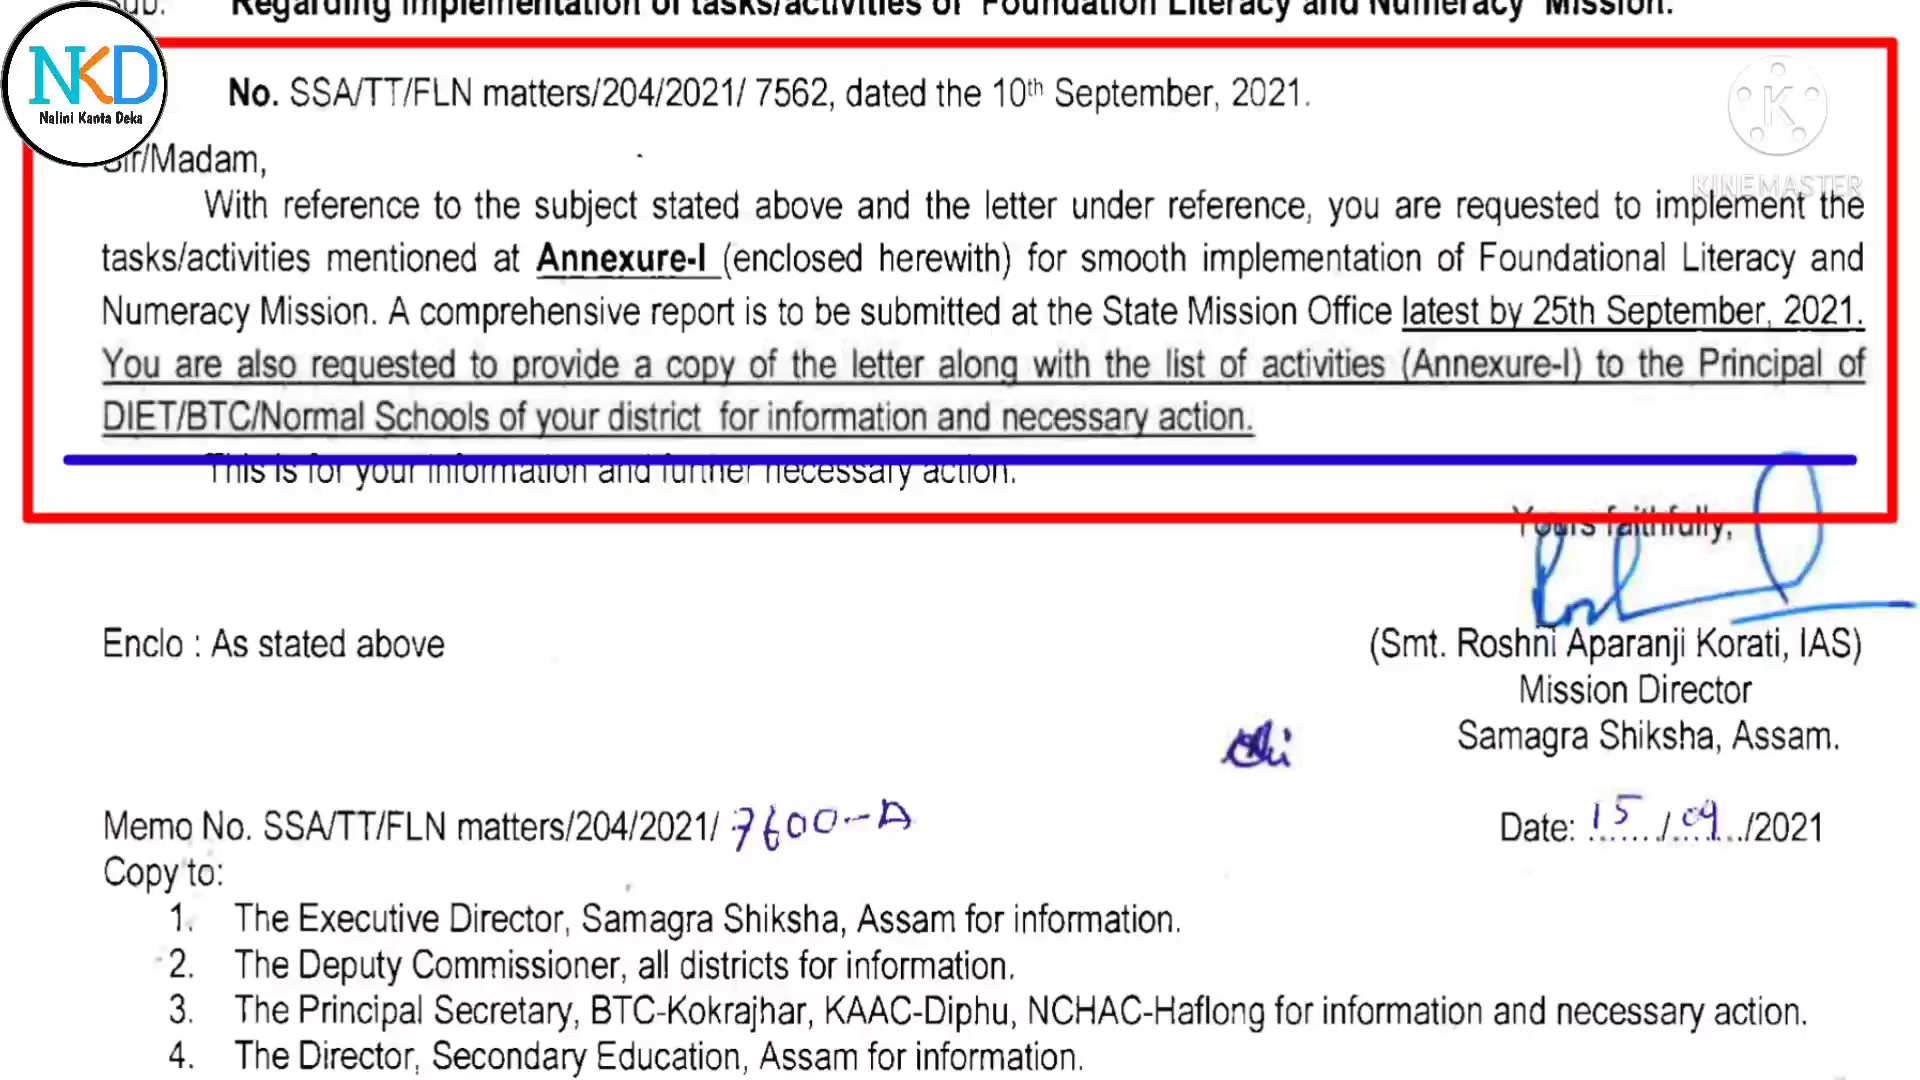 Sub: Regarding implementation of tasks/activities of 'Foundation Literacy and Numeracy' Mission.
NKD
Nalini Kanta Deka
No. SSA/TT/FLN matters/204/2021/ 7562, dated the 10th September, 2021.
K
KINEMASTER
Sir/Madam,
With reference to the subject stated above and the letter under reference, you are requested to implement the
tasks/activities mentioned at Annexure-I (enclosed herewith) for smooth implementation of Foundational Literacy and
Numeracy Mission. A comprehensive report is to be submitted at the State Mission Office latest by 25th September, 2021.
You are also requested to provide a copy of the letter along with the list of activities (Annexure-I) to the Principal of
DIET/BTC/Normal Schools of your district for information and necessary action.
This is for your information and further necessary action.
Yours faithfully,
Enclo : As stated above
(Smt. Roshni Aparanji Korati, IAS)
Mission Director
Samagra Shiksha, Assam.
Memo No. SSA/TT/FLN matters/204/2021/ 7600-A
Date: 15/09/2021
Copy to:
1. The Executive Director, Samagra Shiksha, Assam for information.
2. The Deputy Commissioner, all districts for information.
3. The Principal Secretary, BTC-Kokrajhar, KAAC-Diphu, NCHAC-Haflong for information and necessary action.
4. The Director, Secondary Education, Assam for information.